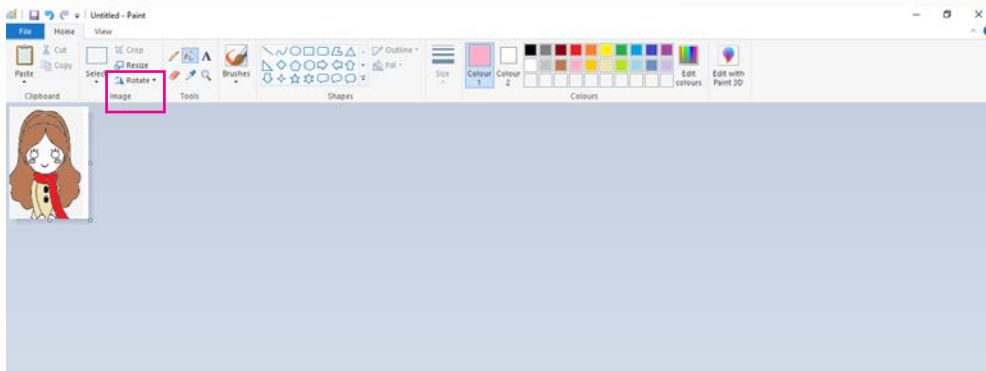 Untitled - Paint
File Home View
Paste
Cut
Copy
Clipboard
Select
Crop
Resize
Rotate
Image
A
Tools
Brushes
Outline
Fill
Shapes
Size
Colour 1
Colour 2
Colours
Edit colours
Edit with Paint 3D